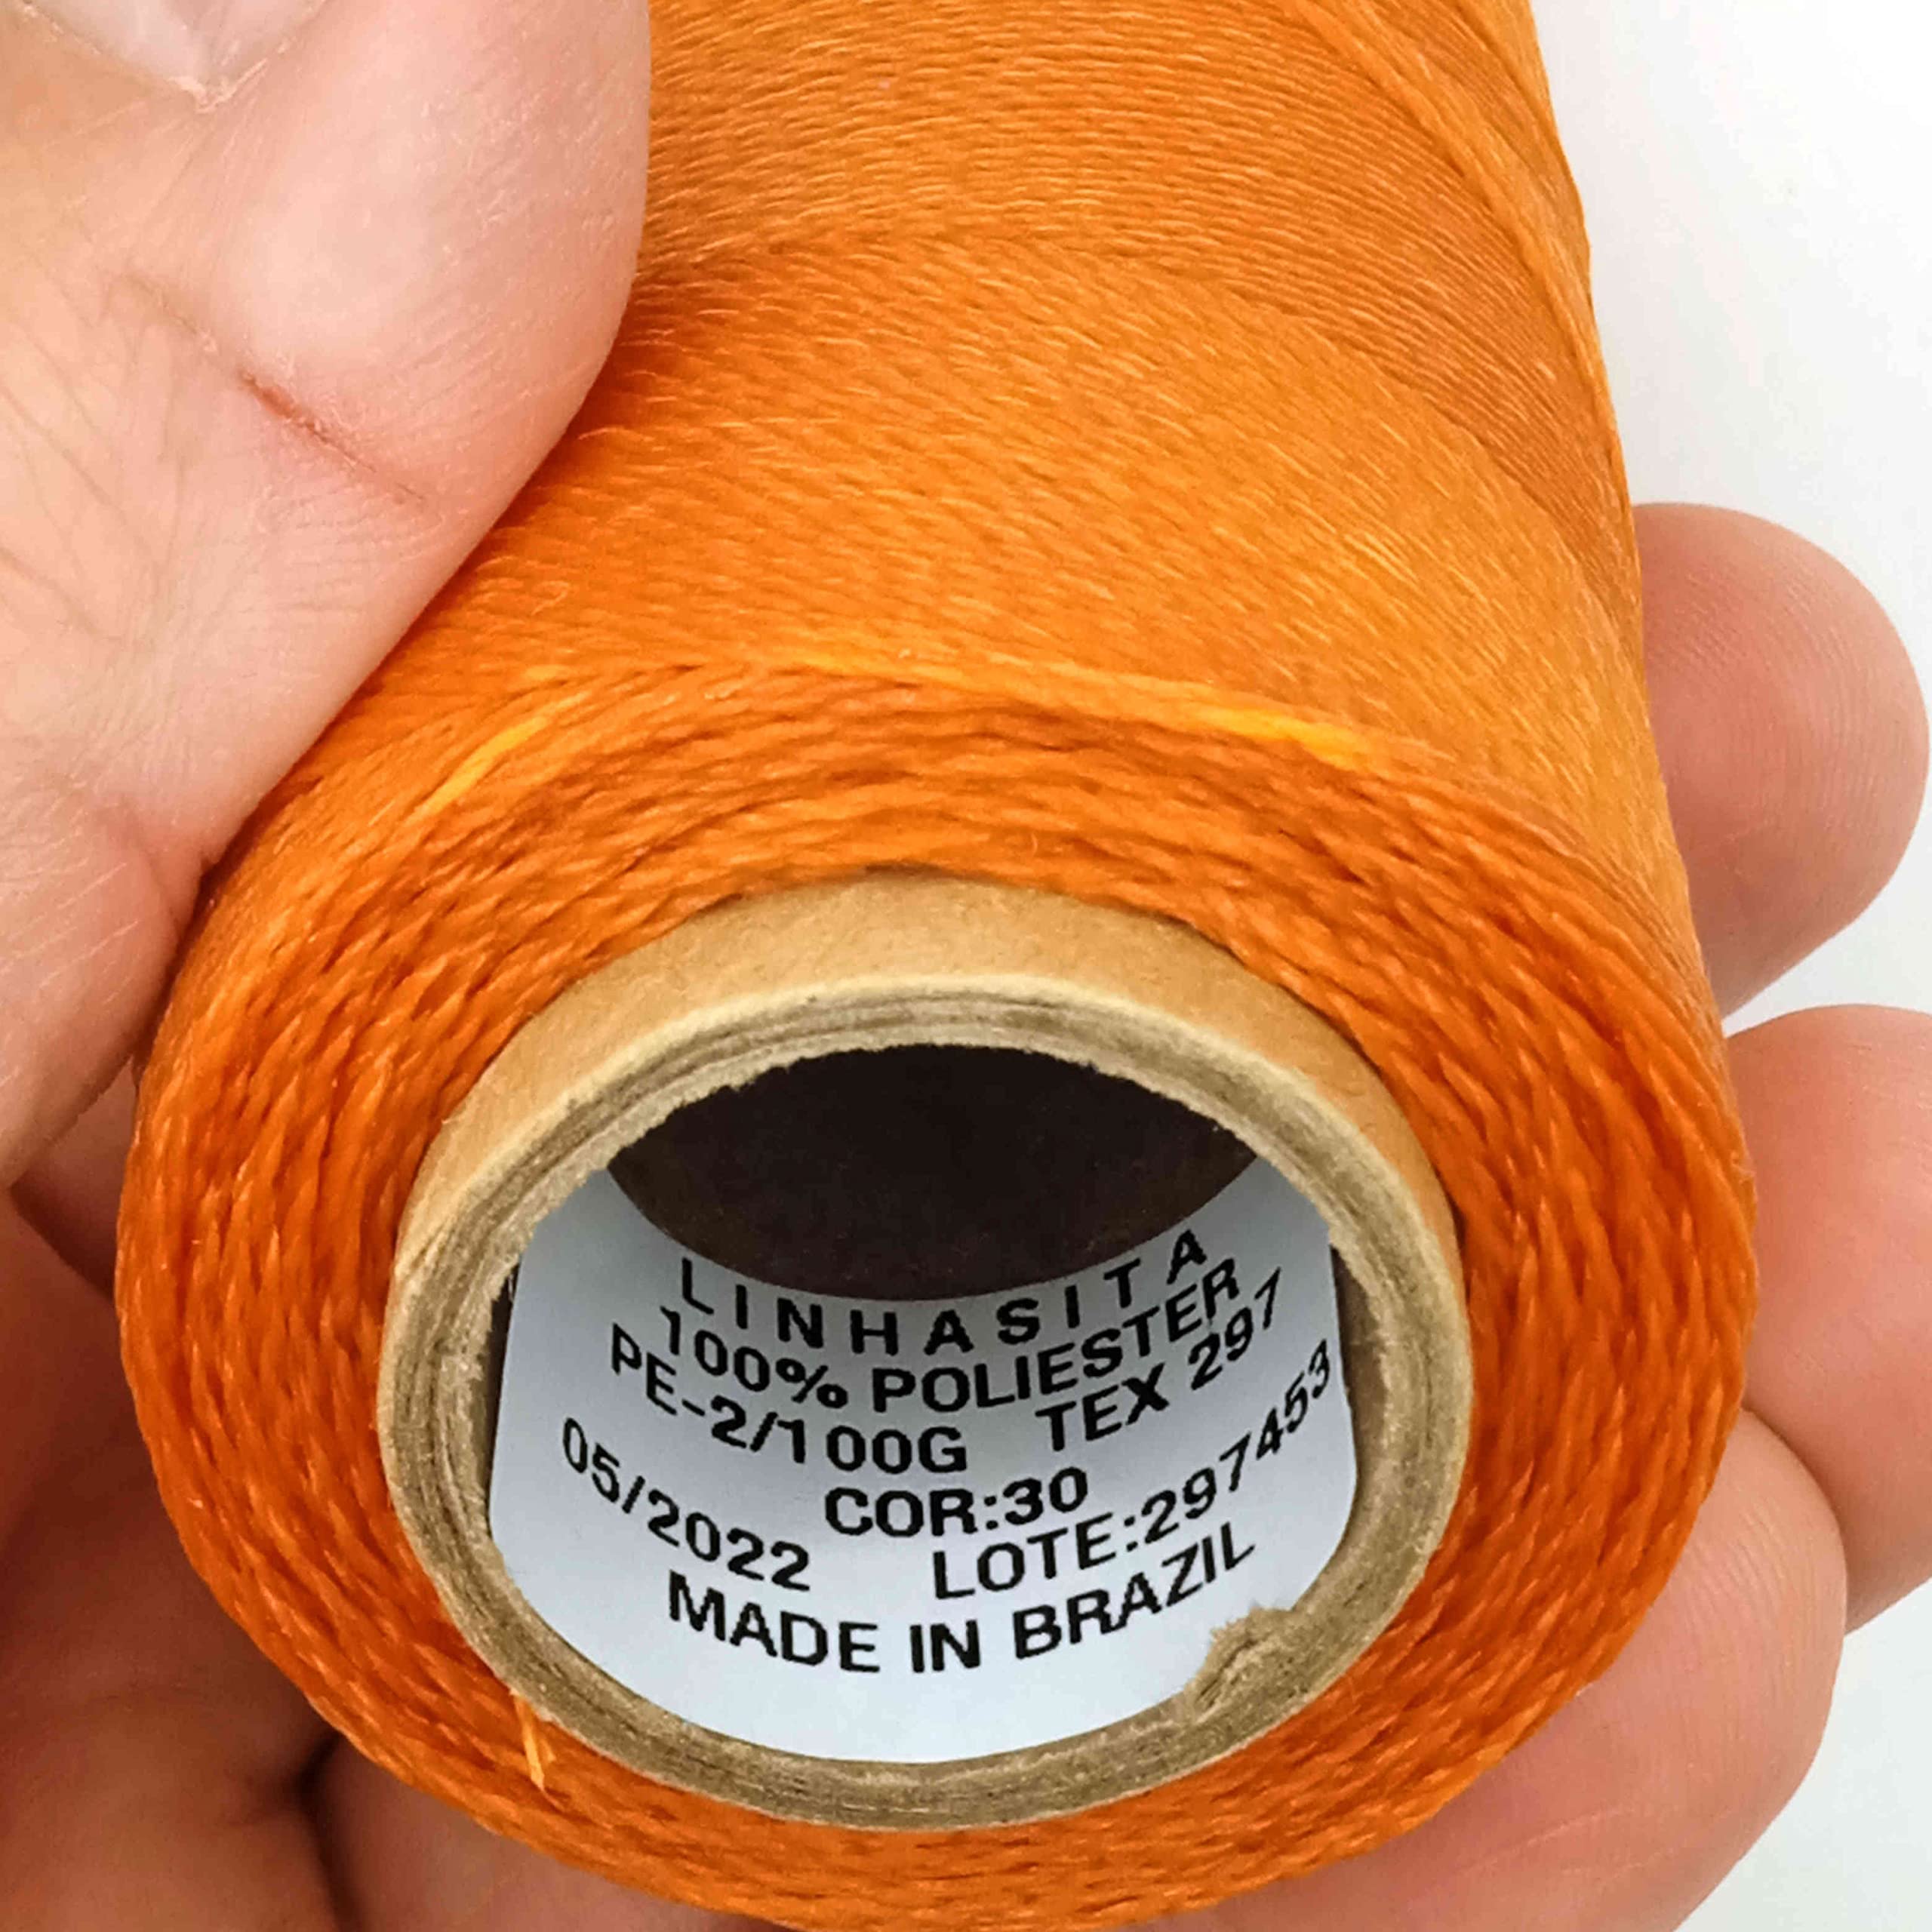 LINHASITA
100% POLIESTER
PE-2/100G TEX 297
COR:30
05/2022 LOTE:297453
MADE IN BRAZIL